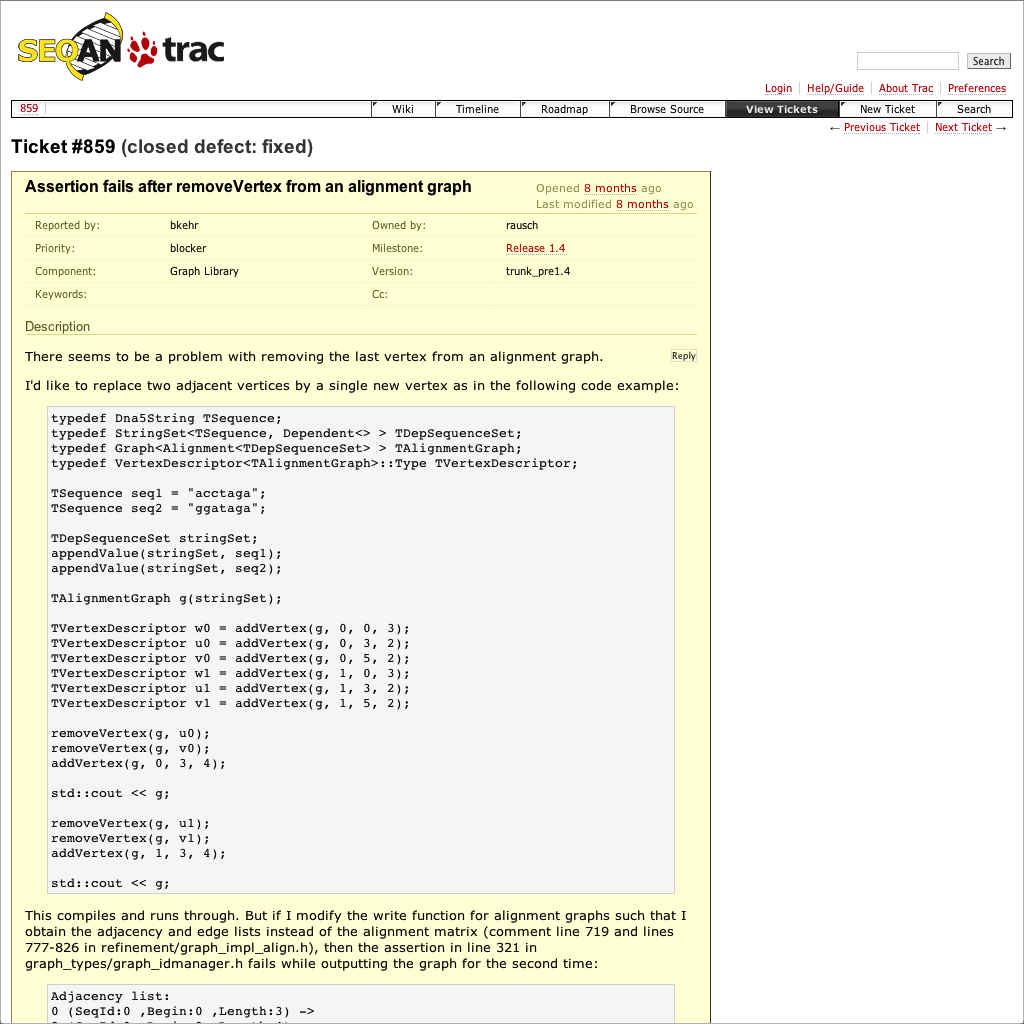 SEQAN trac
Search
Login Help/Guide About Trac Preferences
859 Wiki Timeline Roadmap Browse Source View Tickets New Ticket Search
← Previous Ticket Next Ticket →
Ticket #859 (closed defect: fixed)
Assertion fails after removeVertex from an alignment graph
Opened 8 months ago
Last modified 8 months ago
Reported by: bkehr Owned by: rausch
Priority: blocker Milestone: Release 1.4
Component: Graph Library Version: trunk_pre1.4
Keywords: Cc:
Description
There seems to be a problem with removing the last vertex from an alignment graph. Reply
I'd like to replace two adjacent vertices by a single new vertex as in the following code example:
typedef Dna5String TSequence;
typedef StringSet<TSequence, Dependent<> > TDepSequenceSet;
typedef Graph<Alignment<TDepSequenceSet> > TAlignmentGraph;
typedef VertexDescriptor<TAlignmentGraph>::Type TVertexDescriptor;
TSequence seq1 = "acctaga";
TSequence seq2 = "ggataga";
TDepSequenceSet stringSet;
appendValue(stringSet, seq1);
appendValue(stringSet, seq2);
TAlignmentGraph g(stringSet);
TVertexDescriptor w0 = addVertex(g, 0, 0, 3);
TVertexDescriptor u0 = addVertex(g, 0, 3, 2);
TVertexDescriptor v0 = addVertex(g, 0, 5, 2);
TVertexDescriptor w1 = addVertex(g, 1, 0, 3);
TVertexDescriptor u1 = addVertex(g, 1, 3, 2);
TVertexDescriptor v1 = addVertex(g, 1, 5, 2);
removeVertex(g, u0);
removeVertex(g, v0);
addVertex(g, 0, 3, 4);
std::cout << g;
removeVertex(g, u1);
removeVertex(g, v1);
addVertex(g, 1, 3, 4);
std::cout << g;
This compiles and runs through. But if I modify the write function for alignment graphs such that I
obtain the adjacency and edge lists instead of the alignment matrix (comment line 719 and lines
777-826 in refinement/graph_impl_align.h), then the assertion in line 321 in
graph_types/graph_idmanager.h fails while outputting the graph for the second time:
Adjacency list:
0 (SeqId:0 ,Begin:0 ,Length:3) ->